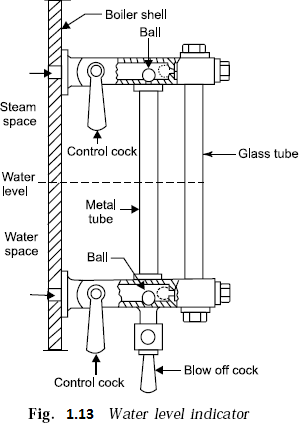 Boiler shell
Ball
Steam
space
Control cock
Glass tube
Water
level
Metal
tube
Water
space
Ball
Control cock
Blow off cock
Fig. 1.13 Water level indicator